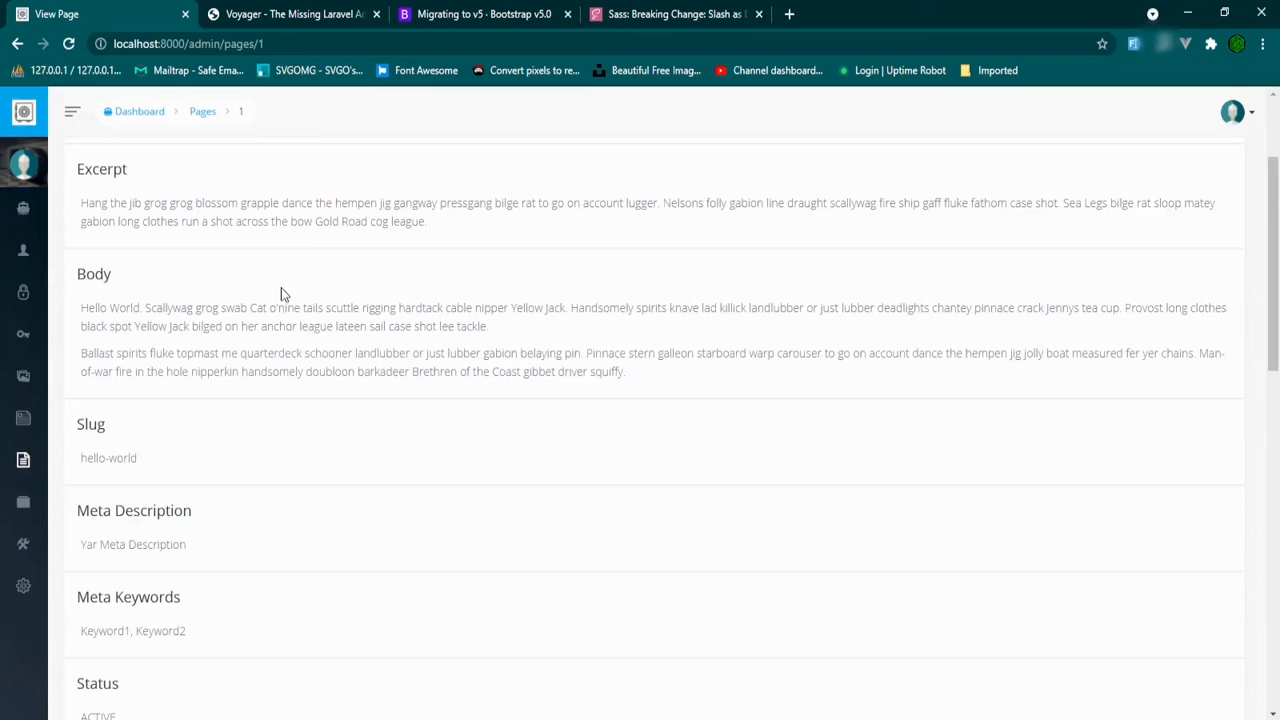 View Page
Voyager - The Missing Laravel Ad
Migrating to v5 · Bootstrap v5.0
Sass: Breaking Change: Slash as D
localhost:8000/admin/pages/1
127.0.0.1 / 127.0.0.1...
Mailtrap - Safe Ema...
SVGOMG - SVGO's...
Font Awesome
Convert pixels to re...
Beautiful Free Imag...
Channel dashboard...
Login | Uptime Robot
Imported
Dashboard
Pages
1
Excerpt
Hang the jib grog grog blossom grapple dance the hempen jig gangway pressgang bilge rat to go on account lugger. Nelsons folly gabion line draught scallywag fire ship gaff fluke fathom case shot. Sea Legs bilge rat sloop matey
gabion long clothes run a shot across the bow Gold Road cog league.
Body
Hello World. Scallywag grog swab Cat o'nine tails scuttle rigging hardtack cable nipper Yellow Jack. Handsomely spirits knave lad killick landlubber or just lubber deadlights chantey pinnace crack Jennys tea cup. Provost long clothes
black spot Yellow Jack bilged on her anchor league lateen sail case shot lee tackle.
Ballast spirits fluke topmast me quarterdeck schooner landlubber or just lubber gabion belaying pin. Pinnace stern galleon starboard warp carouser to go on account dance the hempen jig jolly boat measured fer yer chains. Man-
of-war fire in the hole nipperkin handsomely doubloon barkadeer Brethren of the Coast gibbet driver squiffy.
Slug
hello-world
Meta Description
Yar Meta Description
Meta Keywords
Keyword1, Keyword2
Status
ACTIVE